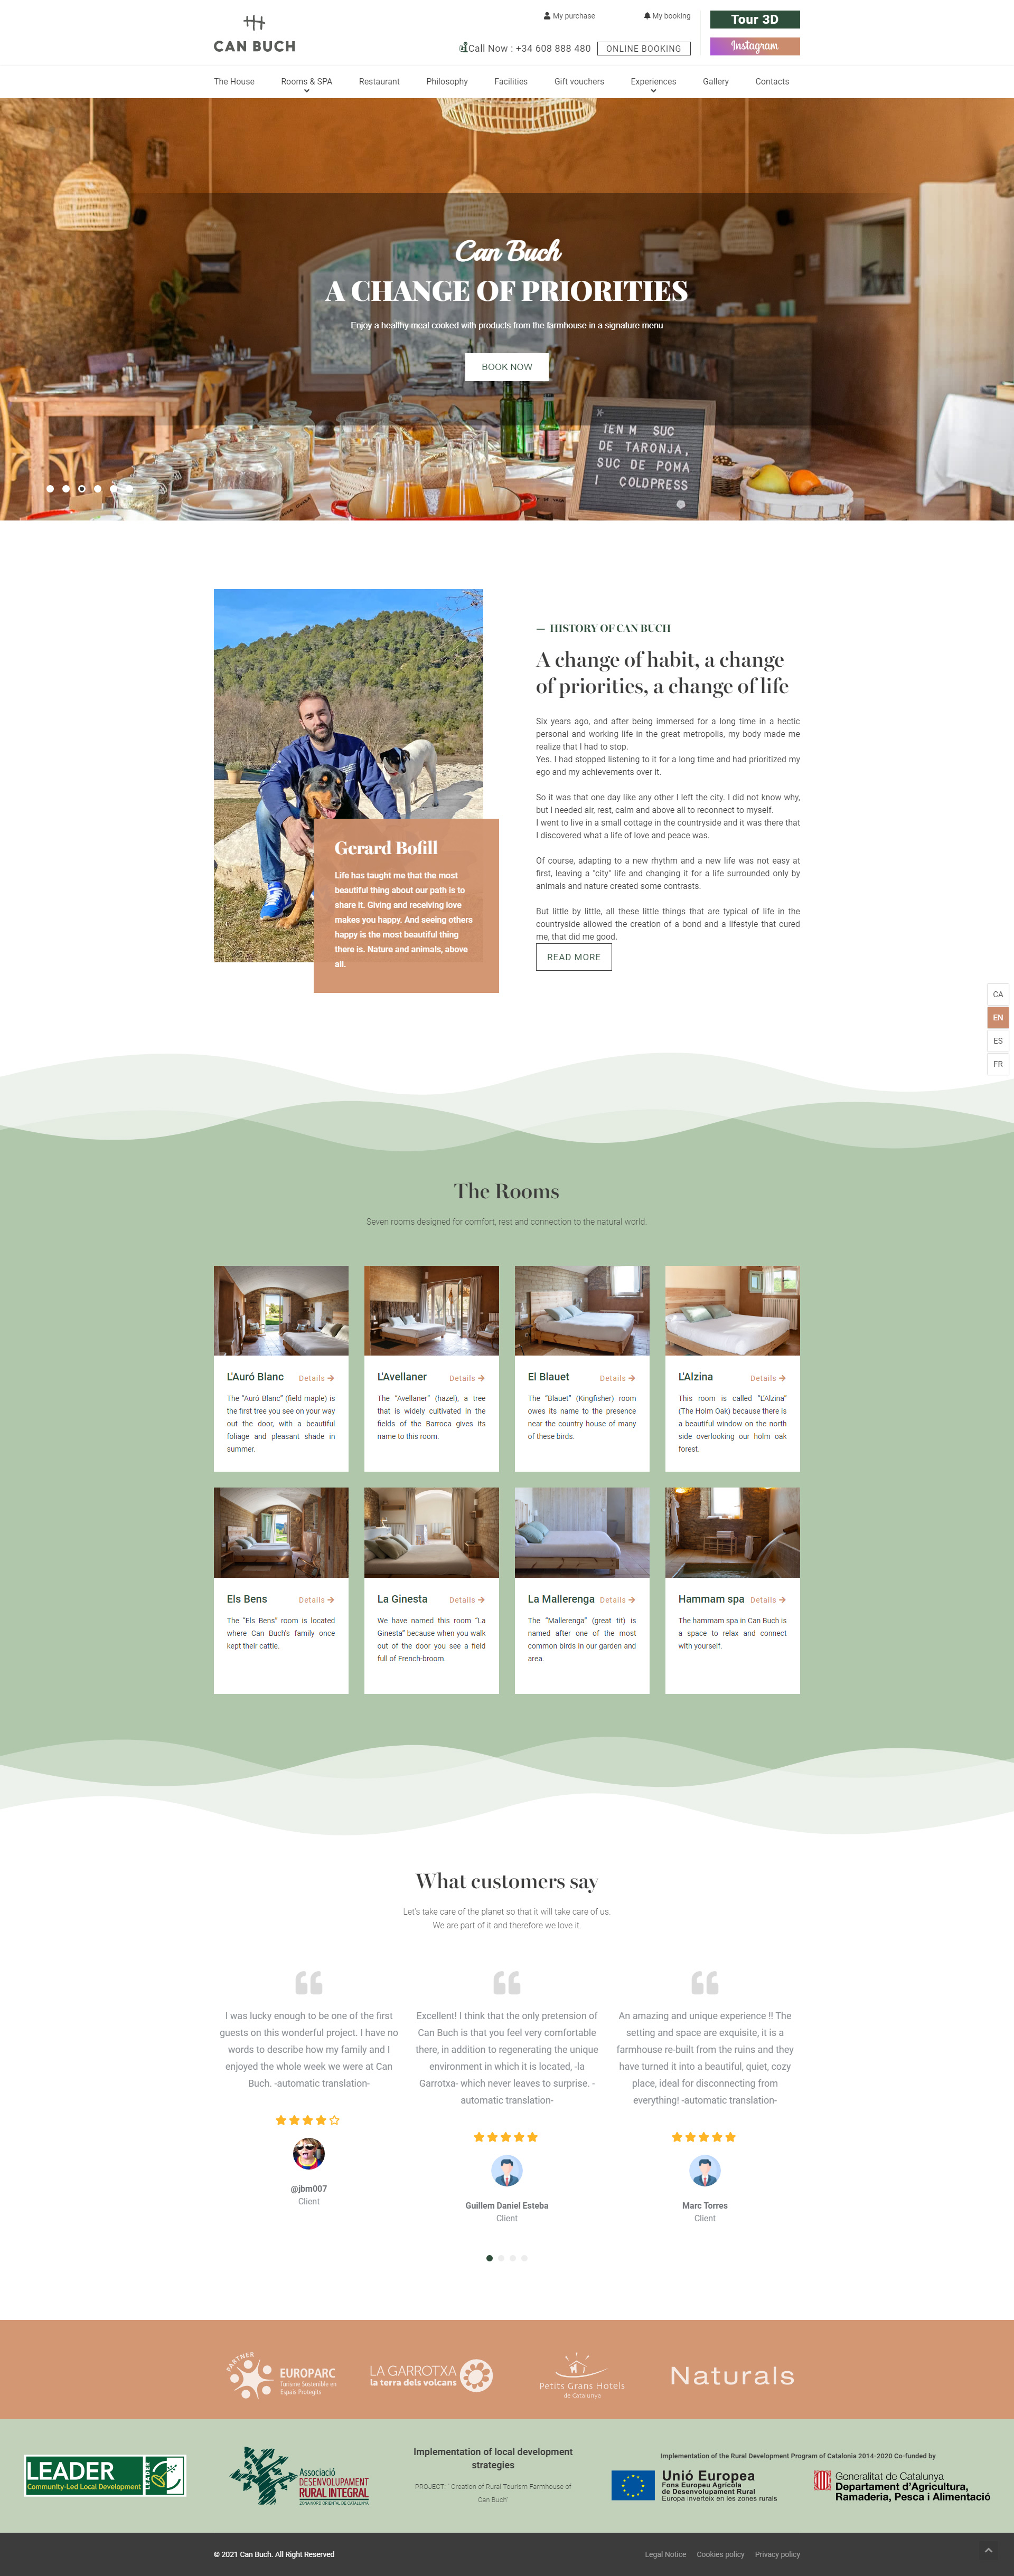 My purchase
My booking
Tour 3D
CAN BUCH
Call Now : +34 608 888 480
ONLINE BOOKING
Instagram
The House
Rooms & SPA
Restaurant
Philosophy
Facilities
Gift vouchers
Experiences
Gallery
Contacts
Can Buch
A CHANGE OF PRIORITIES
Enjoy a healthy meal cooked with products from the farmhouse in a signature menu
BOOK NOW
TENIM SUC
DE TARONJA,
SUC DE POMA
I COLDPRESS
— HISTORY OF CAN BUCH
A change of habit, a change
of priorities, a change of life
Six years ago, and after being immersed for a long time in a hectic
personal and working life in the great metropolis, my body made me
realize that I had to stop.
Yes. I had stopped listening to it for a long time and had prioritized my
ego and my achievements over it.
So it was that one day like any other I left the city. I did not know why,
but I needed air, rest, calm and above all to reconnect to myself.
I went to live in a small cottage in the countryside and it was there that
I discovered what a life of love and peace was.
Of course, adapting to a new rhythm and a new life was not easy at
first, leaving a "city" life and changing it for a life surrounded only by
animals and nature created some contrasts.
But little by little, all these little things that are typical of life in the
countryside allowed the creation of a bond and a lifestyle that cured
me, that did me good.
READ MORE
Gerard Bofill
Life has taught me that the most
beautiful thing about our path is to
share it. Giving and receiving love
makes you happy. And seeing others
happy is the most beautiful thing
there is. Nature and animals, above
all.
CA
EN
ES
FR
The Rooms
Seven rooms designed for comfort, rest and connection to the natural world.
L'Auró Blanc
Details
The "Auró Blanc" (field maple) is
the first tree you see on your way
out the door, with a beautiful
foliage and pleasant shade in
summer.
L'Avellaner
Details
The "Avellaner" (hazel), a tree
that is widely cultivated in the
fields of the Barroca gives its
name to this room.
El Blauet
Details
The "Blauet" (Kingfisher) room
owes its name to the presence
near the country house of many
of these birds.
L'Alzina
Details
This room is called "L'Alzina"
(The Holm Oak) because there is
a beautiful window on the north
side overlooking our holm oak
forest.
Els Bens
Details
The "Els Bens" room is located
where Can Buch's family once
kept their cattle.
La Ginesta
Details
We have named this room "La
Ginesta" because when you walk
out of the door you see a field
full of French-broom.
La Mallerenga
Details
The "Mallerenga" (great tit) is
named after one of the most
common birds in our garden and
area.
Hammam spa
Details
The hammam spa in Can Buch is
a space to relax and connect
with yourself.
What customers say
Let's take care of the planet so that it will take care of us.
We are part of it and therefore we love it.
I was lucky enough to be one of the first
guests on this wonderful project. I have no
words to describe how my family and I
enjoyed the whole week we were at Can
Buch. -automatic translation-
@jbm007
Client
Excellent! I think that the only pretension of
Can Buch is that you feel very comfortable
there, in addition to regenerating the unique
environment in which it is located, -la
Garrotxa- which never leaves to surprise. -
automatic translation-
Guillem Daniel Esteba
Client
An amazing and unique experience !! The
setting and space are exquisite, it is a
farmhouse re-built from the ruins and they
have turned it into a beautiful, quiet, cozy
place, ideal for disconnecting from
everything! -automatic translation-
Marc Torres
Client
PARTNER
EUROPARC
Turisme Sostenible en
Espais Protegits
LA GARROTXA
la terra dels volcans
Petits Grans Hotels
de Catalunya
Naturals
LEADER
Community-Led Local Development
LEADER
Associació
DESENVOLUPAMENT
RURAL INTEGRAL
ZONA NORD ORIENTAL DE CATALUNYA
Implementation of local development
strategies
PROJECT: " Creation of Rural Tourism Farmhouse of
Can Buch"
Implementation of the Rural Development Program of Catalonia 2014-2020 Co-funded by
Unió Europea
Fons Europeu Agrícola
de Desenvolupament Rural
Europa inverteix en les zones rurals
Generalitat de Catalunya
Departament d'Agricultura,
Ramaderia, Pesca i Alimentació
© 2021 Can Buch. All Right Reserved
Legal Notice
Cookies policy
Privacy policy